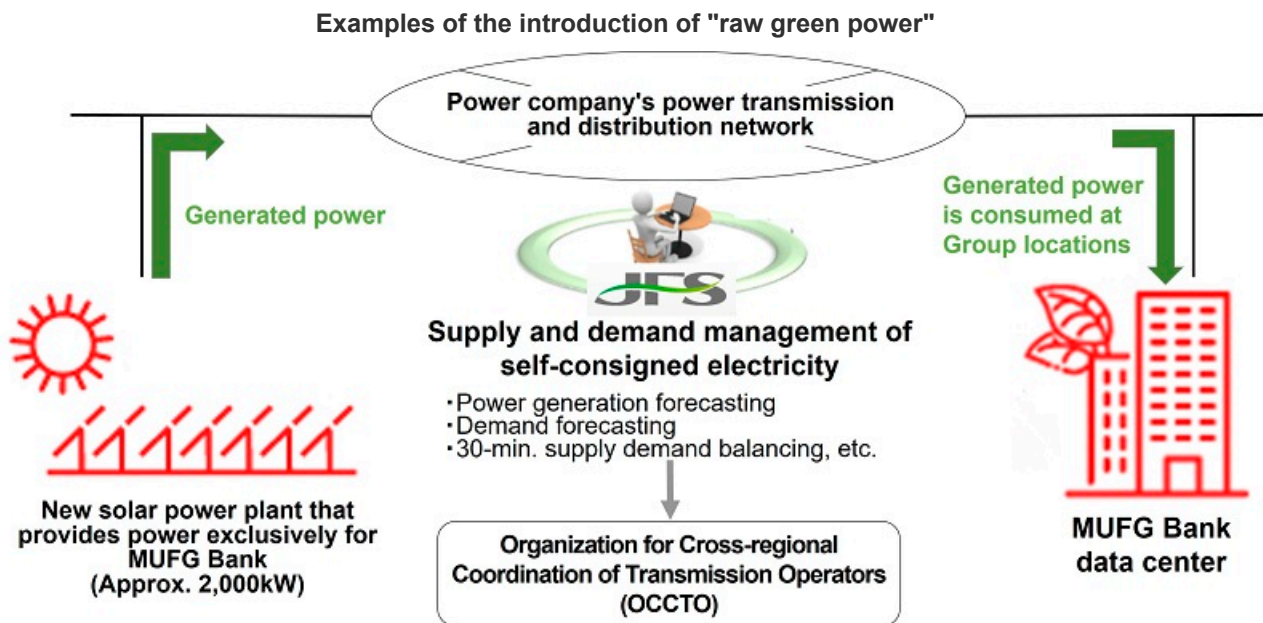 Examples of the introduction of "raw green power"
Power company's power transmission
and distribution network
Generated power
Generated power
is consumed at
Group locations
JFS
Supply and demand management of
self-consigned electricity
・Power generation forecasting
・Demand forecasting
・30-min. supply demand balancing, etc.
New solar power plant that
provides power exclusively for
MUFG Bank
(Approx. 2,000kW)
Organization for Cross-regional
Coordination of Transmission Operators
(OCCTO)
MUFG Bank
data center